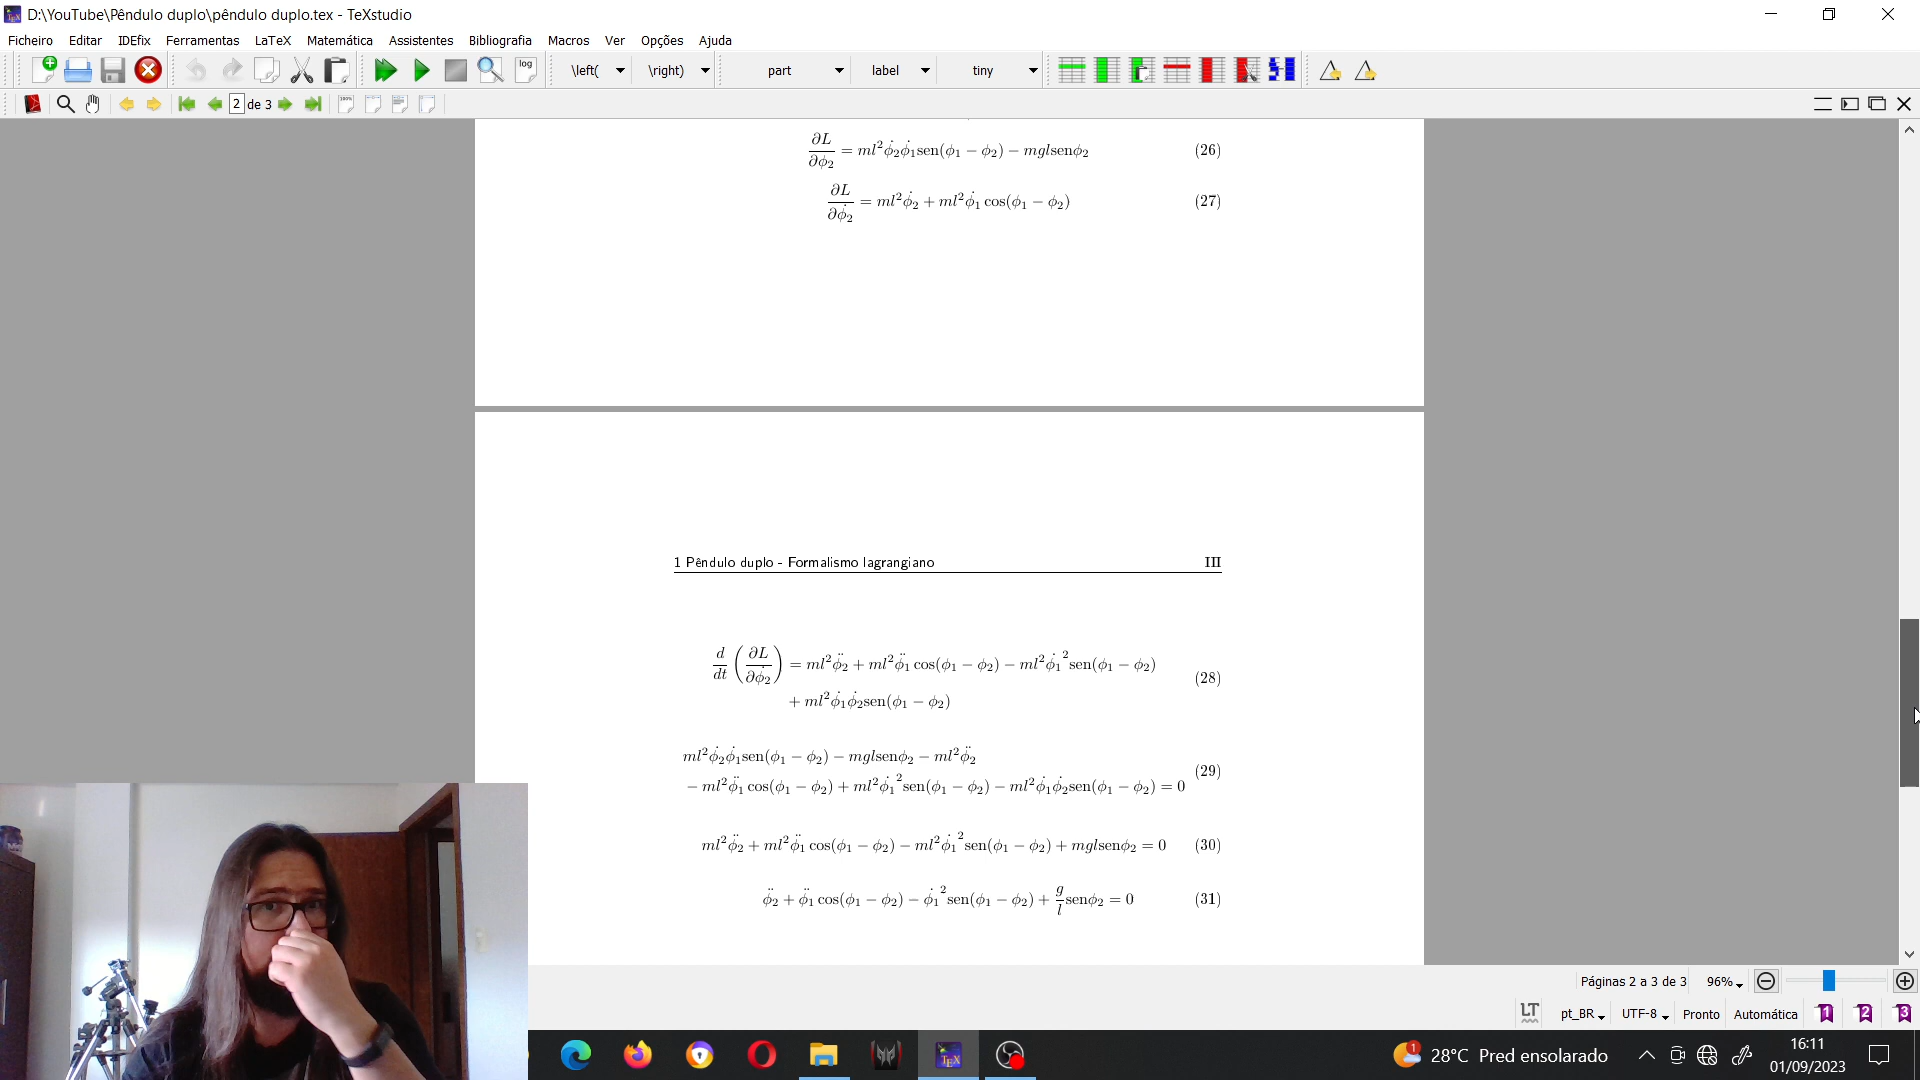 D:\YouTube\Pêndulo duplo\pêndulo duplo.tex - TeXstudio
Ficheiro Editar IDEfix Ferramentas LaTeX Matemática Assistentes Bibliografia Macros Ver Opções Ajuda
log \left( \right) part label tiny
2 de 3
∂L/∂ϕ₂ = ml²ϕ̇₂ϕ̇₁sen(ϕ₁ − ϕ₂) − mglsenϕ₂ (26)
∂L/∂ϕ̇₂ = ml²ϕ̇₂ + ml²ϕ̇₁ cos(ϕ₁ − ϕ₂) (27)
1 Pêndulo duplo - Formalismo lagrangiano III
d/dt (∂L/∂ϕ̇₂) = ml²ϕ̈₂ + ml²ϕ̈₁ cos(ϕ₁ − ϕ₂) − ml²ϕ̇₁²sen(ϕ₁ − ϕ₂)
+ ml²ϕ̇₁ϕ̇₂sen(ϕ₁ − ϕ₂) (28)
ml²ϕ̇₂ϕ̇₁sen(ϕ₁ − ϕ₂) − mglsenϕ₂ − ml²ϕ̈₂
− ml²ϕ̈₁ cos(ϕ₁ − ϕ₂) + ml²ϕ̇₁²sen(ϕ₁ − ϕ₂) − ml²ϕ̇₁ϕ̇₂sen(ϕ₁ − ϕ₂) = 0 (29)
ml²ϕ̈₂ + ml²ϕ̈₁ cos(ϕ₁ − ϕ₂) − ml²ϕ̇₁²sen(ϕ₁ − ϕ₂) + mglsenϕ₂ = 0 (30)
ϕ̈₂ + ϕ̈₁ cos(ϕ₁ − ϕ₂) − ϕ̇₁²sen(ϕ₁ − ϕ₂) + g/l senϕ₂ = 0 (31)
Páginas 2 a 3 de 3 96%
LT pt_BR UTF-8 Pronto Automática 1 2 3
TEX 1 28°C Pred ensolarado 16:11
01/09/2023